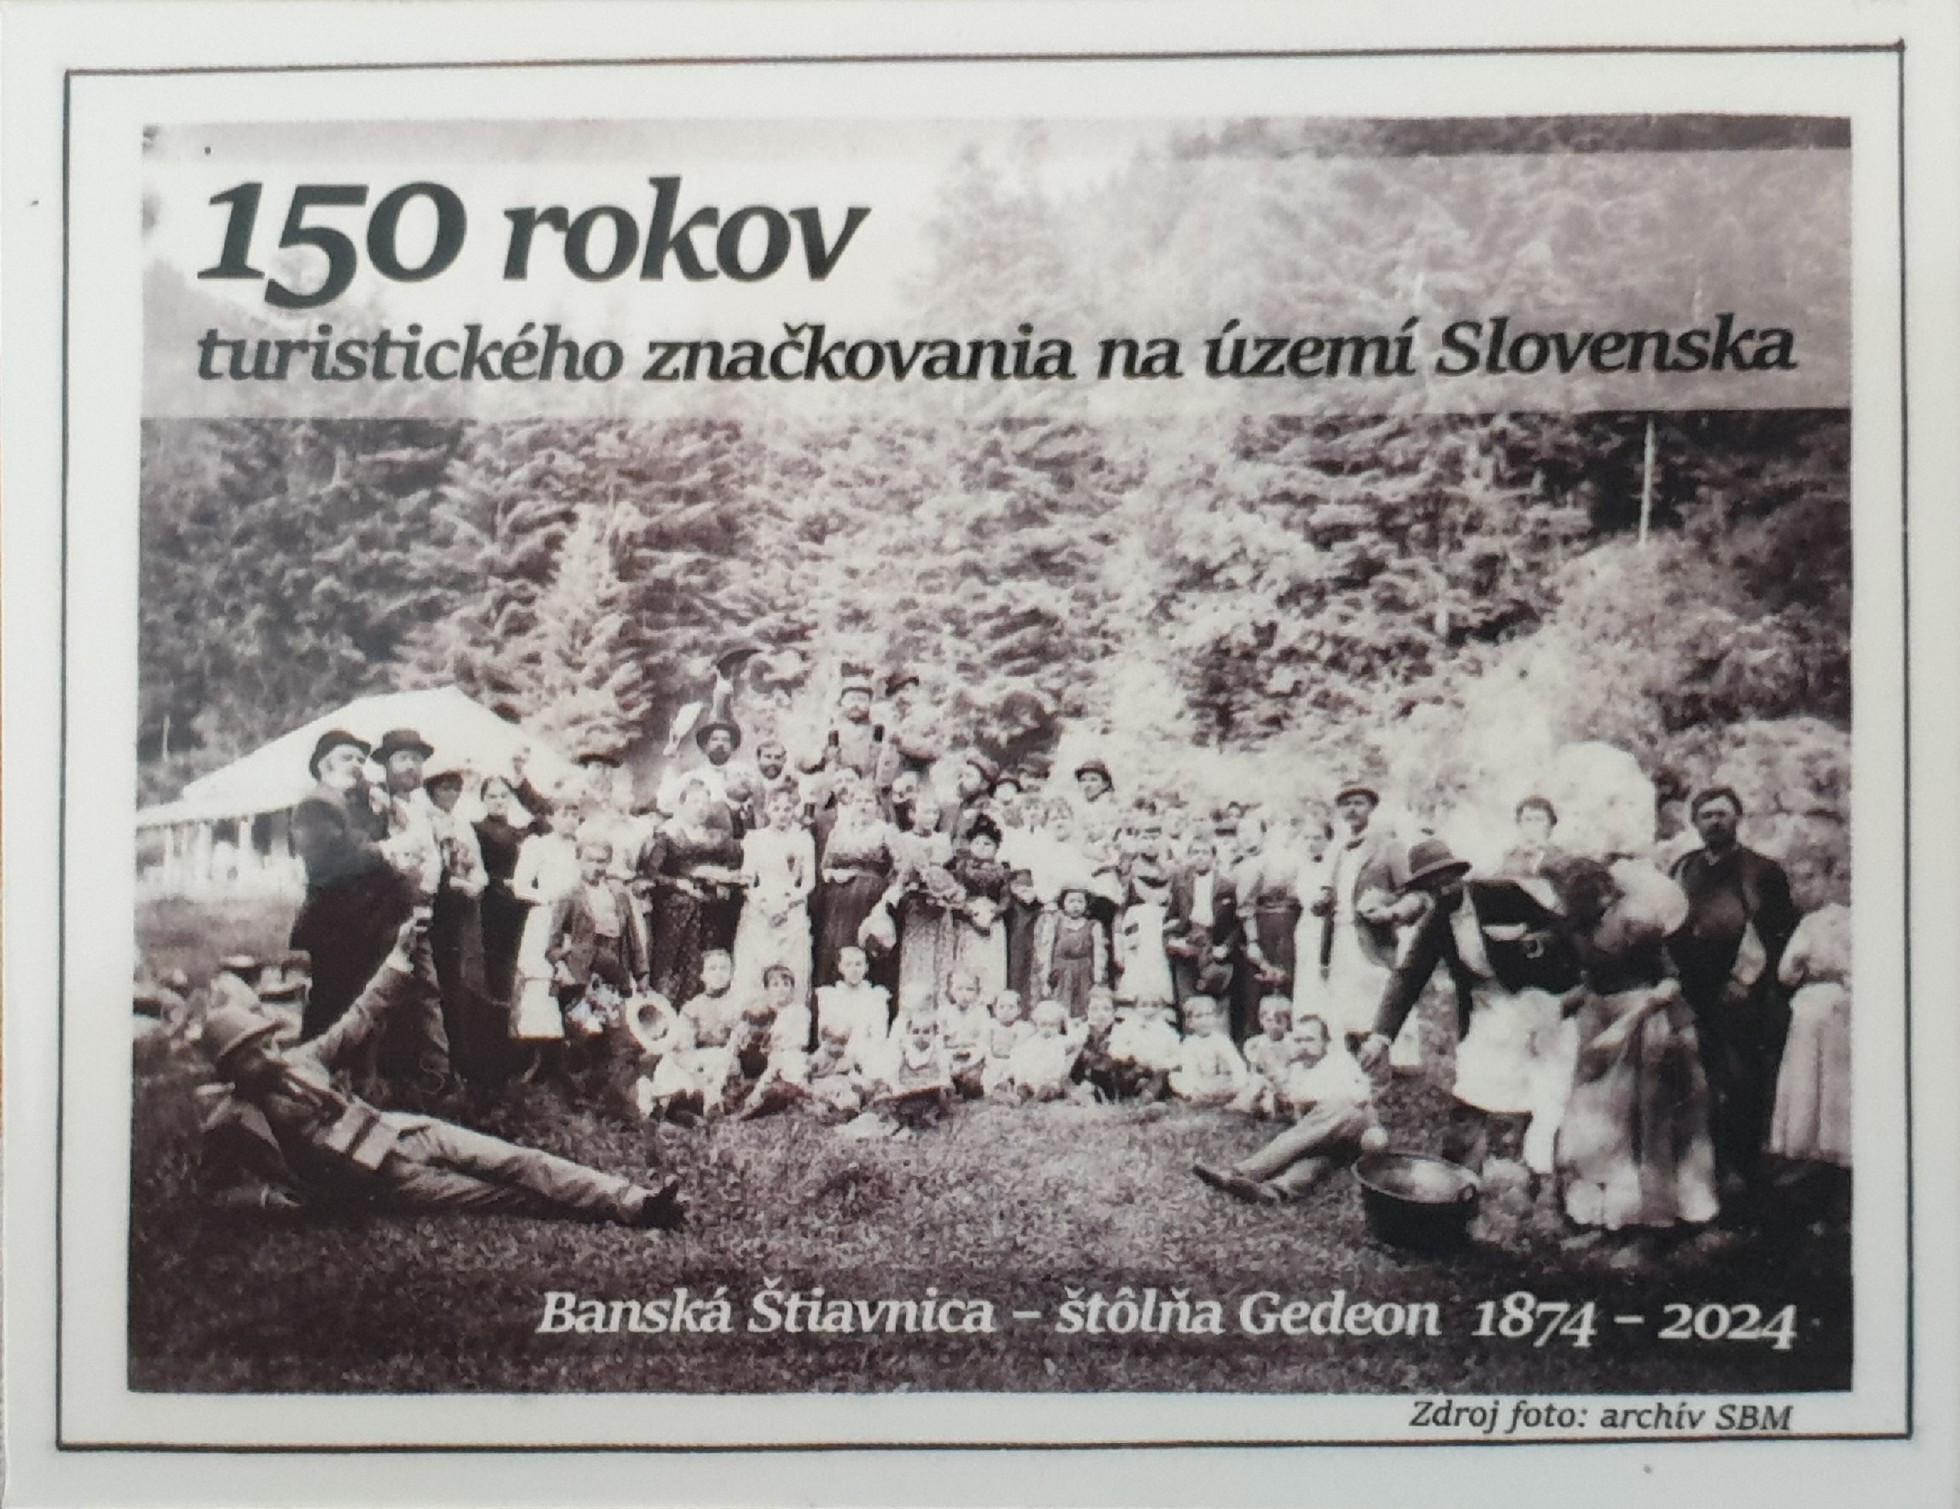 150 rokov
turistického značkovania na území Slovenska
Banská Štiavnica – štôlňa Gedeon 1874 – 2024
Zdroj foto: archív SBM